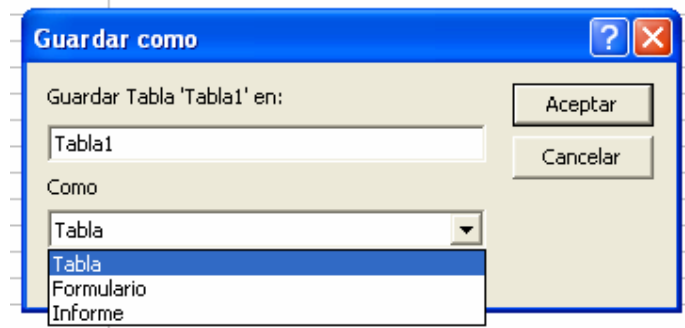 Guardar como
Guardar Tabla 'Tabla1' en:
Aceptar
Tabla1
Cancelar
Como
Tabla
Tabla
Formulario
Informe